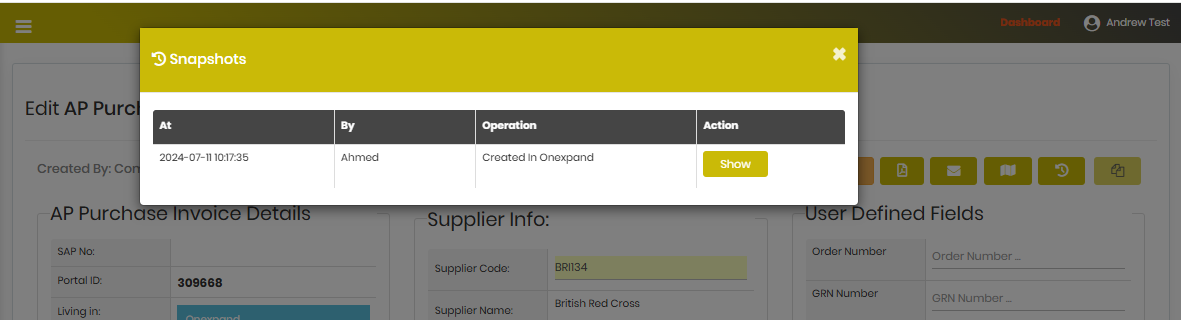 Dashboard
Andrew Test
Snapshots
Edit AP Purc
At By Operation Action
2024-07-11 10:17:35 Ahmed Created In Onexpand Show
Created By: Con
AP Purchase Invoice Details
Supplier Info:
User Defined Fields
SAP No:
Portal ID: 309668
Living in: Onexpand
Supplier Code: BRI134
Supplier Name: British Red Cross
Order Number Order Number ...
GRN Number GRN Number ...